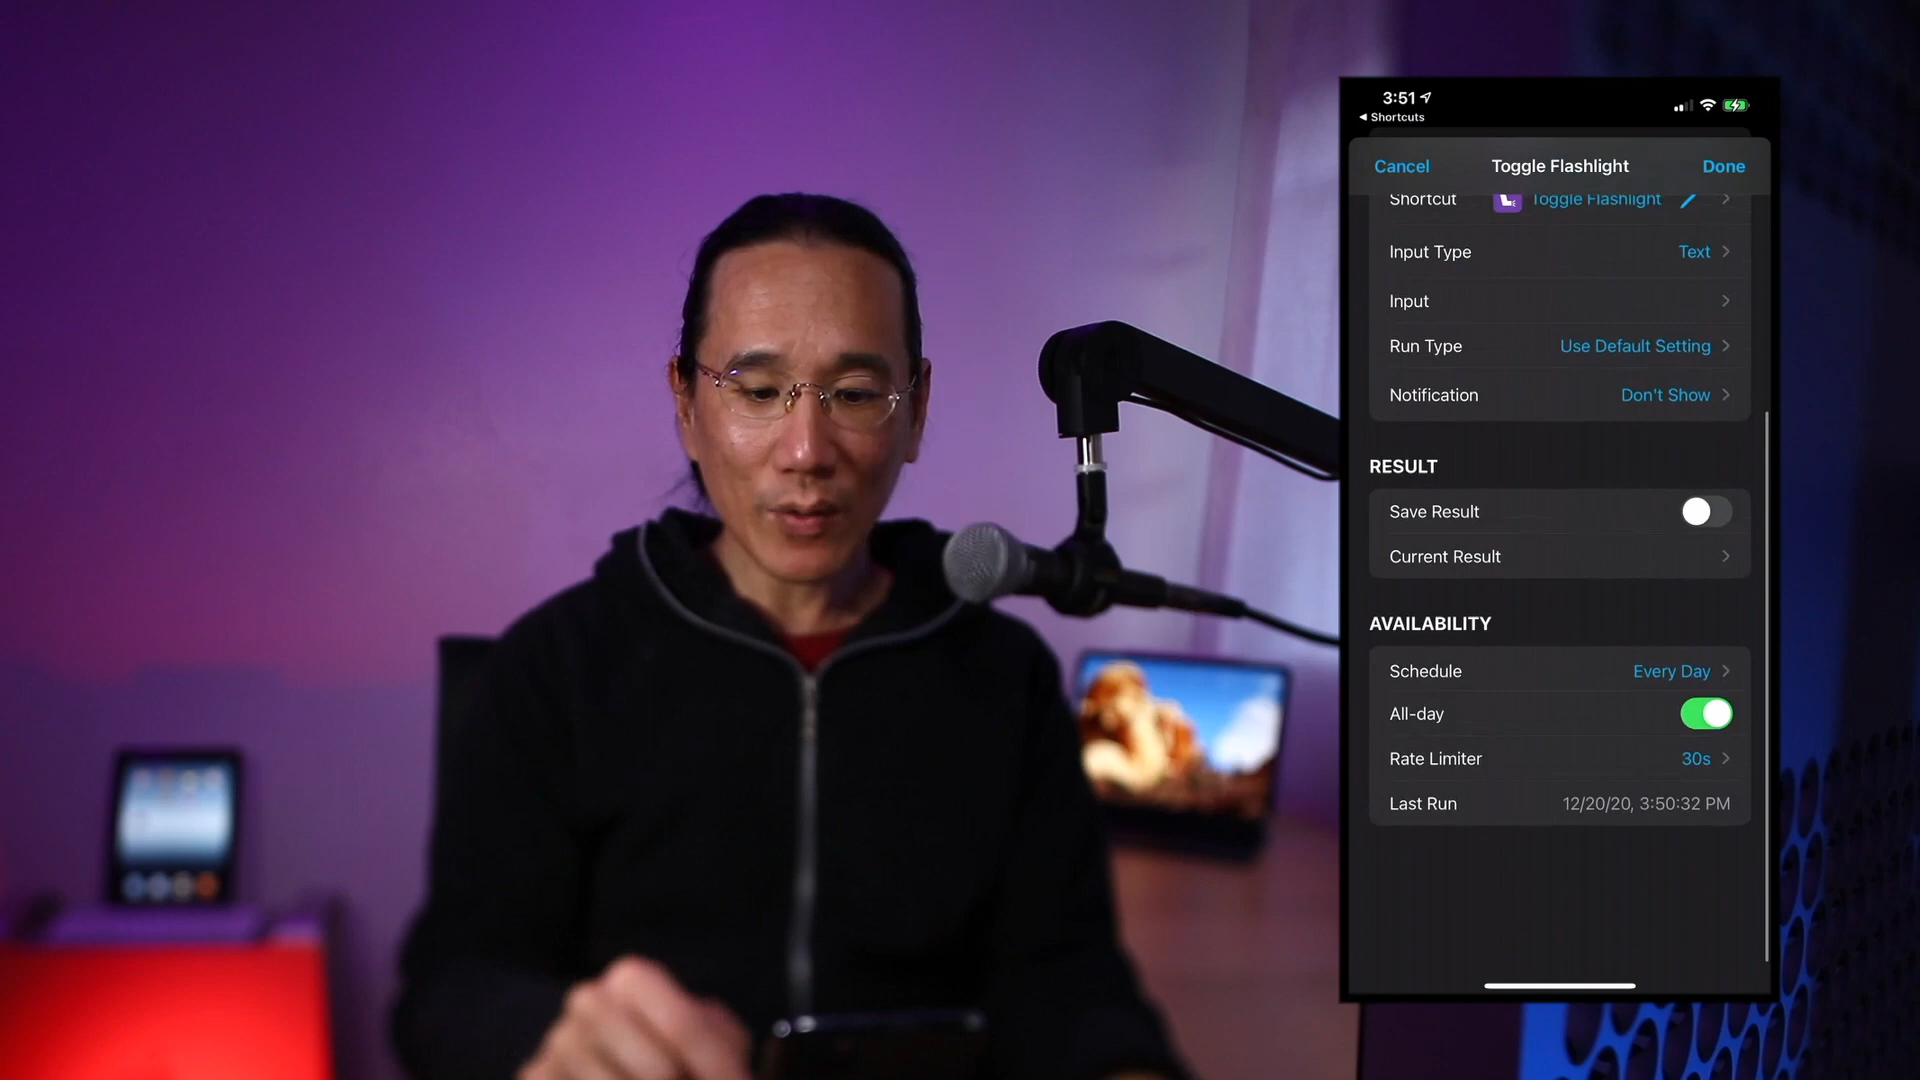 3:51
◀ Shortcuts
Cancel Toggle Flashlight Done
Shortcut Toggle Flashlight
Input Type Text
Input
Run Type Use Default Setting
Notification Don't Show
RESULT
Save Result
Current Result
AVAILABILITY
Schedule Every Day
All-day
Rate Limiter 30s
Last Run 12/20/20, 3:50:32 PM